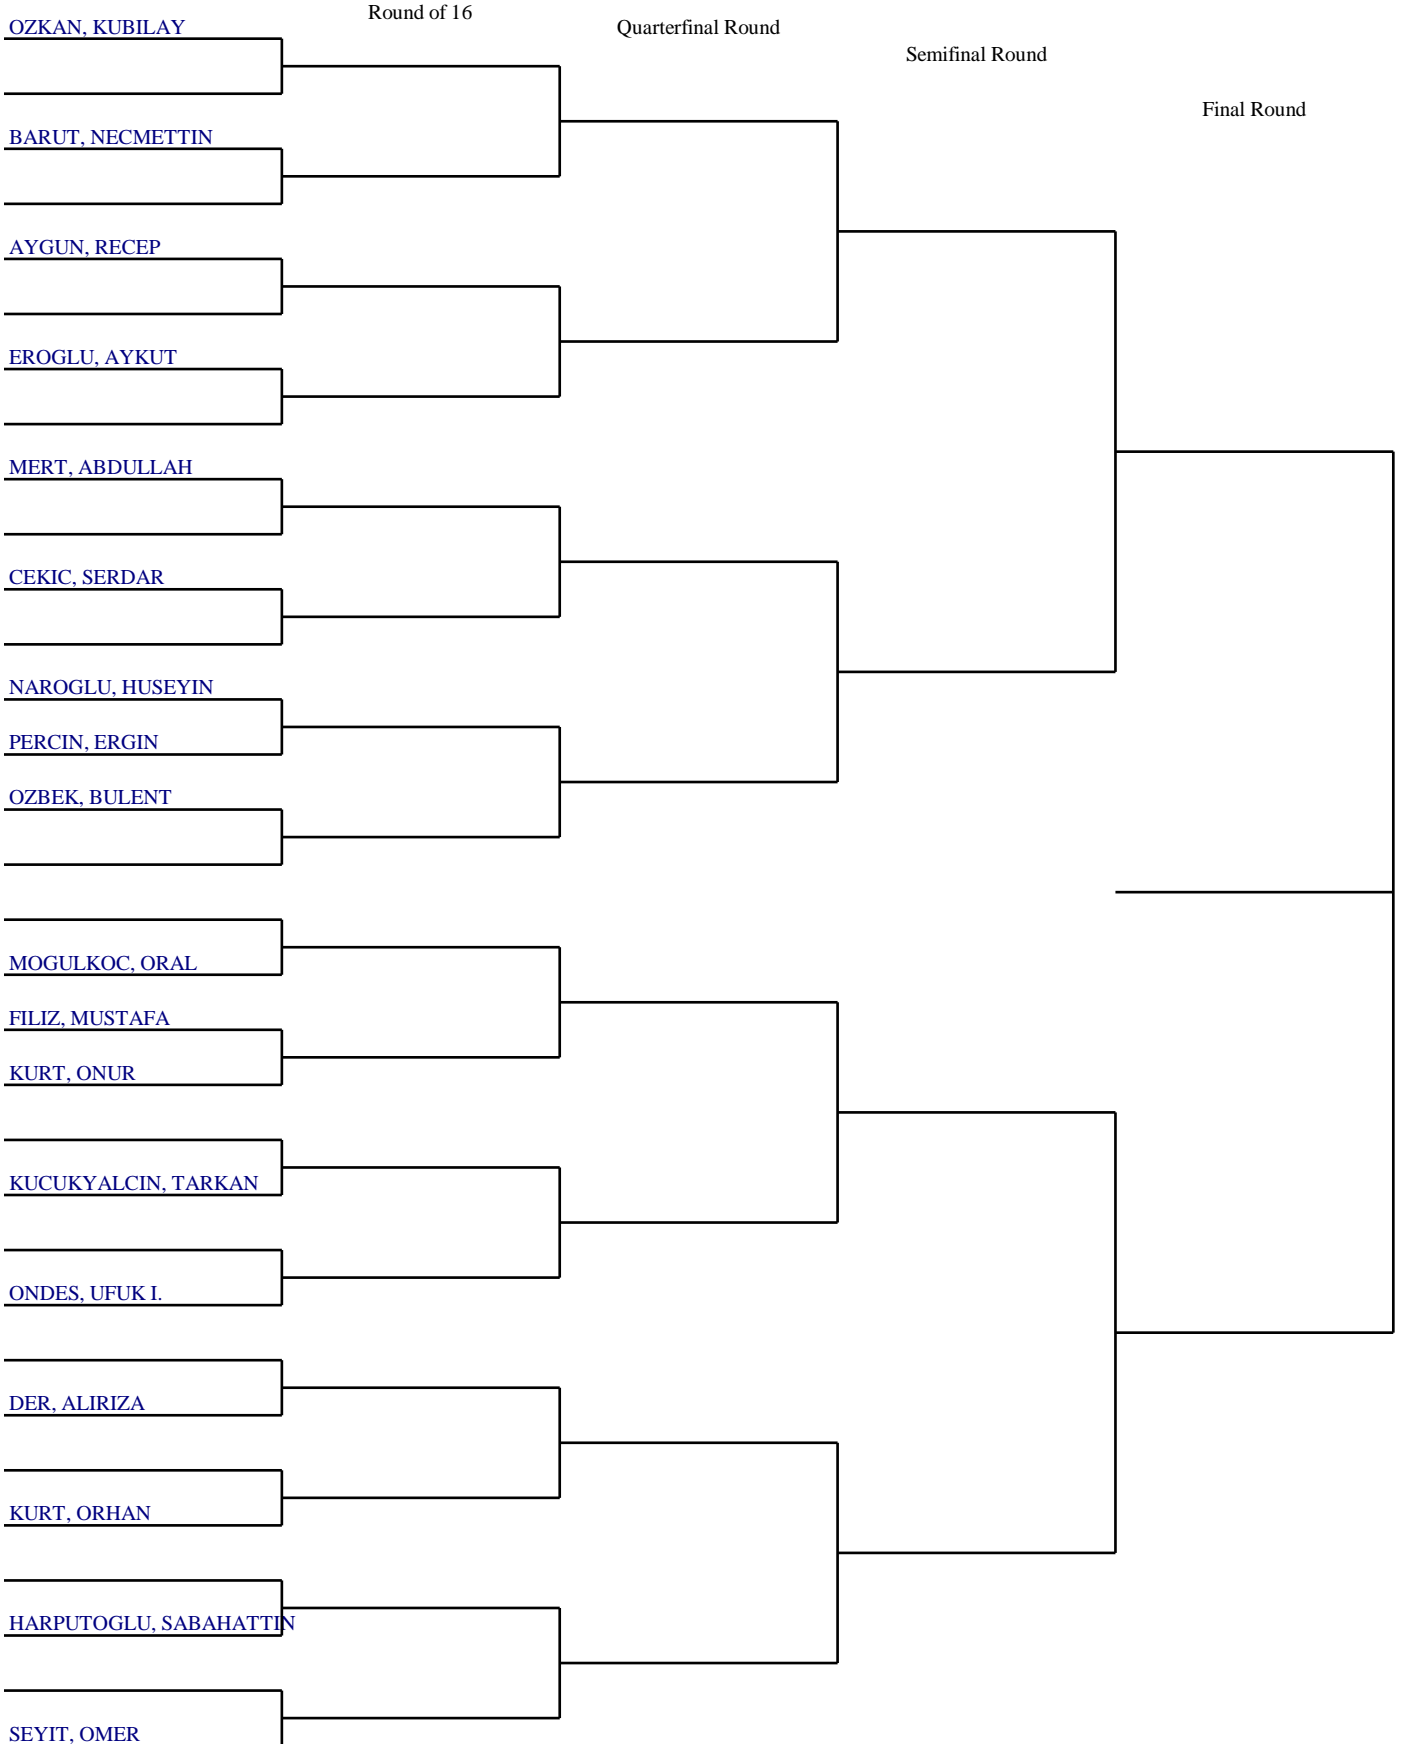 Round of 16
OZKAN, KUBILAY
Quarterfinal Round
Semifinal Round
Final Round
BARUT, NECMETTIN
AYGUN, RECEP
EROGLU, AYKUT
MERT, ABDULLAH
CEKIC, SERDAR
NAROGLU, HUSEYIN
PERCIN, ERGIN
OZBEK, BULENT
MOGULKOC, ORAL
FILIZ, MUSTAFA
KURT, ONUR
KUCUKYALCIN, TARKAN
ONDES, UFUK I.
DER, ALIRIZA
KURT, ORHAN
HARPUTOGLU, SABAHATTIN
SEYIT, OMER